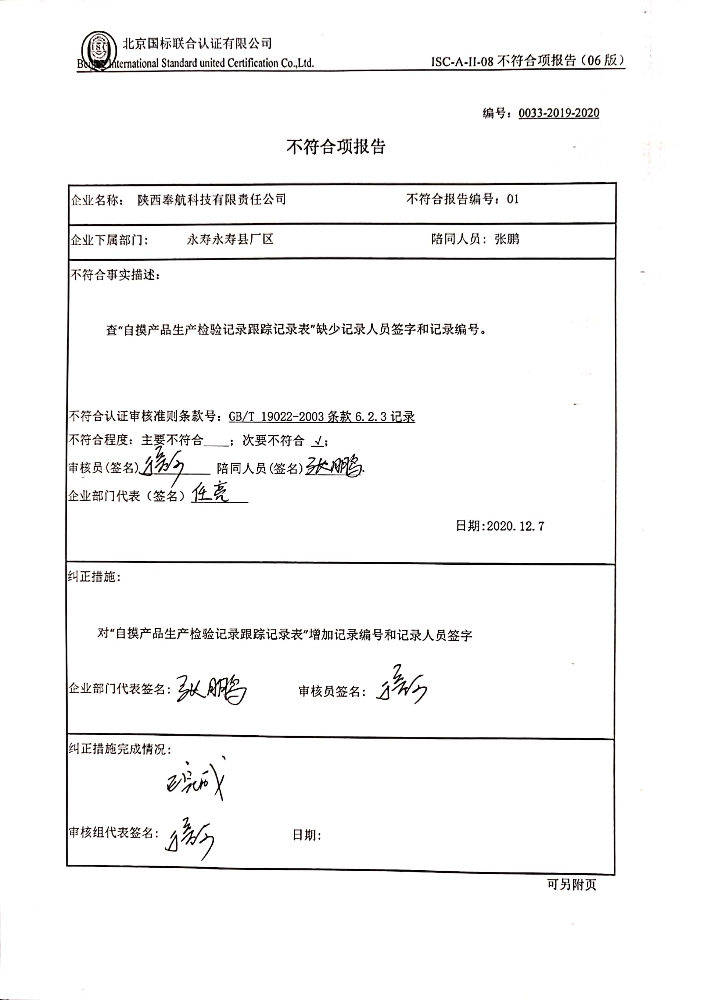 ISC
北京国标联合认证有限公司
Beijing International Standard united Certification Co.,Ltd.
ISC-A-II-08 不符合项报告（06 版）
编号：0033-2019-2020
不符合项报告
企业名称： 陕西奉航科技有限责任公司 不符合报告编号：01
企业下属部门： 永寿永寿县厂区 陪同人员：张鹏
不符合事实描述：
查“自摸产品生产检验记录跟踪记录表”缺少记录人员签字和记录编号。
不符合认证审核准则条款号：GB/T 19022-2003 条款 6.2.3 记录
不符合程度：主要不符合____；次要不符合 √；
审核员(签名) 陪同人员(签名) 张鹏
企业部门代表（签名） 任亮
日期:2020.12.7
纠正措施：
对“自摸产品生产检验记录跟踪记录表”增加记录编号和记录人员签字
企业部门代表签名：张鹏 审核员签名：
纠正措施完成情况：
已完成
审核组代表签名： 日期：
可另附页